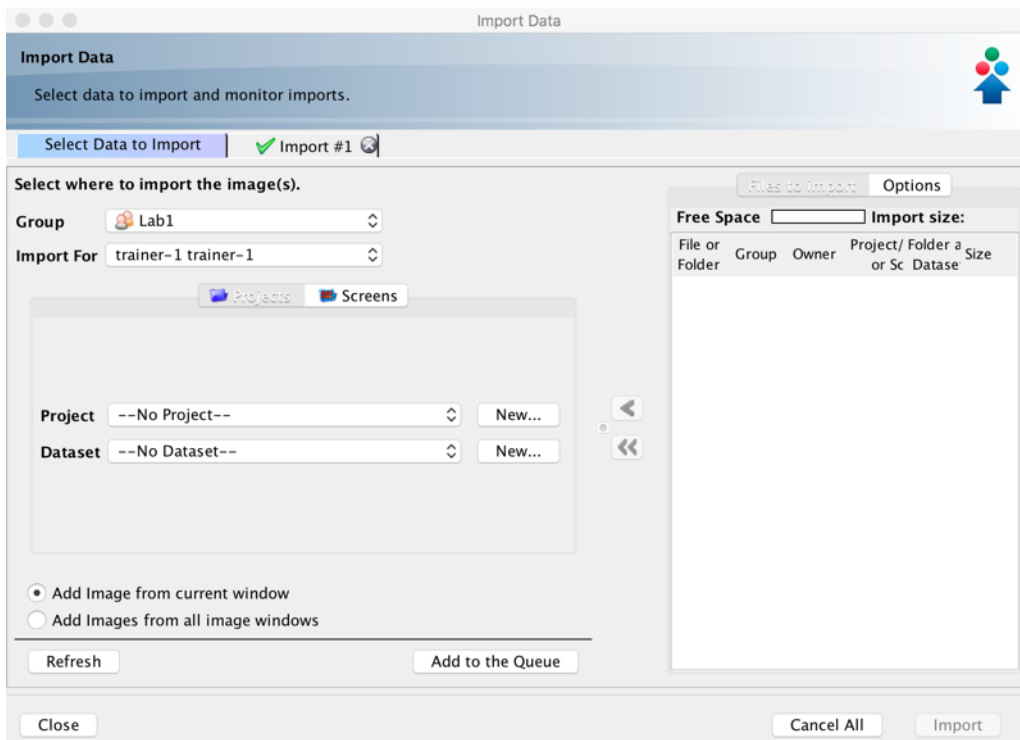 Import Data
Import Data
Select data to import and monitor imports.
Select Data to Import
Import #1
Select where to import the image(s).
Group
Lab1
Import For
trainer-1 trainer-1
Projects
Screens
Project
--No Project--
New...
Dataset
--No Dataset--
New...
Add Image from current window
Add Images from all image windows
Refresh
Add to the Queue
Files to import
Options
Free Space
Import size:
File or
Folder
Group
Owner
Project/
or Sc
Folder a
Datase
Size
Close
Cancel All
Import